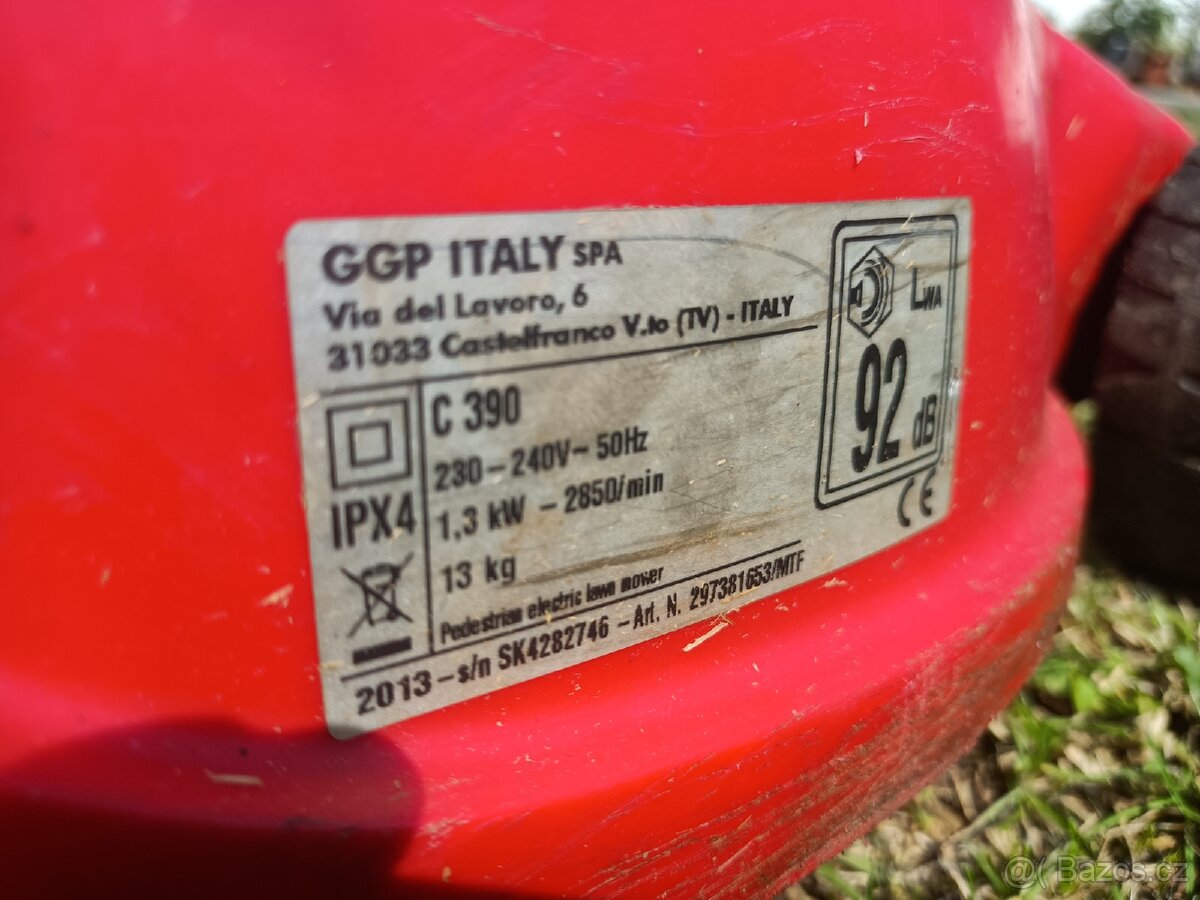 GGP ITALY SPA
Via del Lavoro, 6
31033 Castelfranco V.to (TV) - ITALY
LWA
92 dB
CE
IPX4
C 390
230 - 240V ~ 50Hz
1,3 kW - 2850/min
13 kg
Pedestrian electric lawn mower
2013 - s/n SK4282746 - Art. N. 297381653/MTF
Bazos.cz